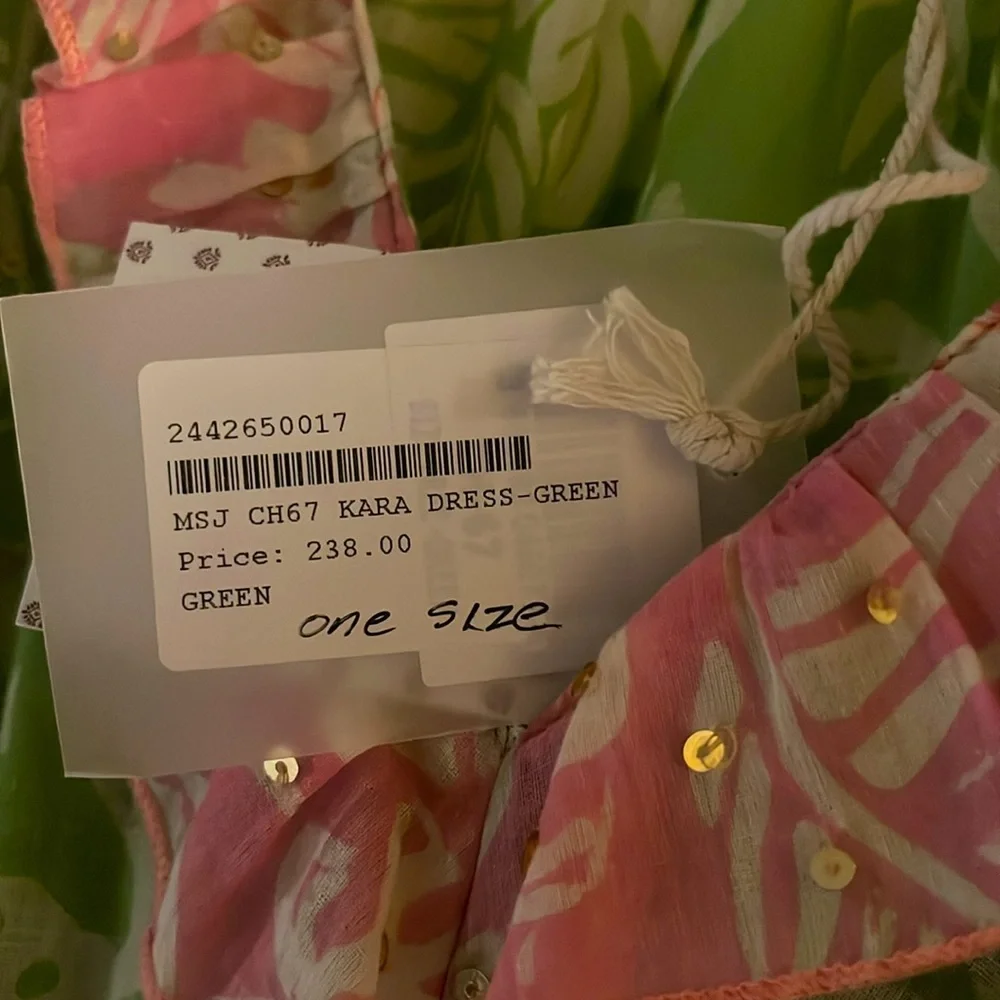 2442650017
MSJ CH67 KARA DRESS-GREEN
Price: 238.00
GREEN
one size